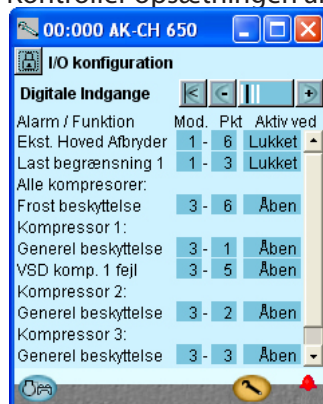 Kontroller opsætningen af
00:000 AK-CH 650
I/O konfiguration
Digitale Indgange
Alarm / Funktion Mod. Pkt Aktiv ved
Ekst. Hoved Afbryder 1 - 6 Lukket
Last begrænsning 1 1 - 3 Lukket
Alle kompresorer:
Frost beskyttelse 3 - 6 Åben
Kompressor 1:
Generel beskyttelse 3 - 1 Åben
VSD komp. 1 fejl 3 - 5 Åben
Kompressor 2:
Generel beskyttelse 3 - 2 Åben
Kompressor 3:
Generel beskyttelse 3 - 3 Åben